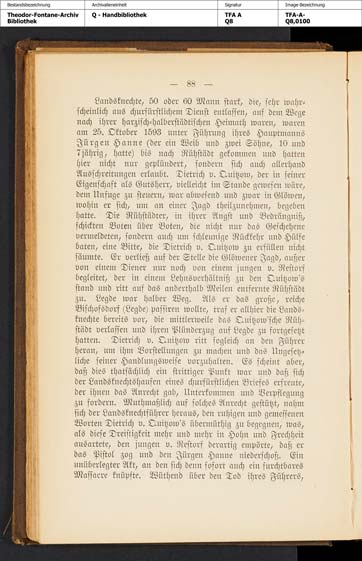 Bestandsbezeichnung
Archivalieneinheit
Signatur
Image-Bezeichnung
Theodor-Fontane-Archiv
Bibliothek
Q - Handbibliothek
TFA A
Q8
TFA-A-
Q8,0100
— 88 —
Landsknechte, 50 oder 60 Mann stark, die, sehr wahr-
scheinlich aus churfürstlichem Dienst entlassen, auf dem Wege
nach ihrer harzisch-halberstädtischen Heimath waren, waren
am 25. Oktober 1593 unter Führung ihres Hauptmanns
Jürgen Hanne (der ein Weib und zwei Söhne, 10 und
7jährig, hatte) bis nach Rühstädt gekommen und hatten
hier nicht nur geplündert, sondern sich auch allerhand
Ausschreitungen erlaubt. Dietrich v. Quitzow, der in seiner
Eigenschaft als Gutsherr, vielleicht im Stande gewesen wäre,
dem Unfuge zu steuern, war abwesend und zwar in Glöwen,
wohin er sich, um an einer Jagd theilzunehmen, begeben
hatte. Die Rühstädter, in ihrer Angst und Bedrängniß,
schickten Boten über Boten, die nicht nur das Geschehene
vermeldeten, sondern auch um schleunige Rückkehr und Hülfe
baten, eine Bitte, die Dietrich v. Quitzow zu erfüllen nicht
säumte. Er verließ auf der Stelle die Glöwener Jagd, außer
von einem Diener nur noch von einem jungen v. Restorf
begleitet, der in einem Lehnsverhältniß zu den Quitzow's
stand und ritt auf das anderthalb Meilen entfernte Rühstädt
zu. Legde war halber Weg. Als er das große, reiche
Bischofsdorf (Legde) passiren wollte, traf er allhier die Lands-
knechte bereits vor, die mittlerweile das Quitzow'sche Rüh-
städt verlassen und ihren Plünderzug auf Legde zu fortgesetzt
hatten. Dietrich v. Quitzow ritt sogleich an den Führer
heran, um ihm Vorstellungen zu machen und das Ungesetz-
liche seiner Handlungsweise vorzuhalten. Es scheint aber,
daß dies thatsächlich ein strittiger Punkt war und daß sich
der Landsknechtshaufen eines churfürstlichen Briefes erfreute,
der ihnen das Anrecht gab, Unterkommen und Verpflegung
zu fordern. Muthmaßlich auf solches Anrecht gestützt, nahm
sich der Landsknechtführer heraus, den ruhigen und gemessenen
Worten Dietrich v. Quitzow's übermüthig zu begegnen, was,
als diese Dreistigkeit mehr und mehr in Hohn und Frechheit
ausartete, den jungen v. Restorf derartig empörte, daß er
das Pistol zog und den Jürgen Hanne niederschoß. Ein
unüberlegter Akt, an den sich denn sofort auch ein furchtbares
Massacre knüpfte. Wüthend über den Tod ihres Führers,